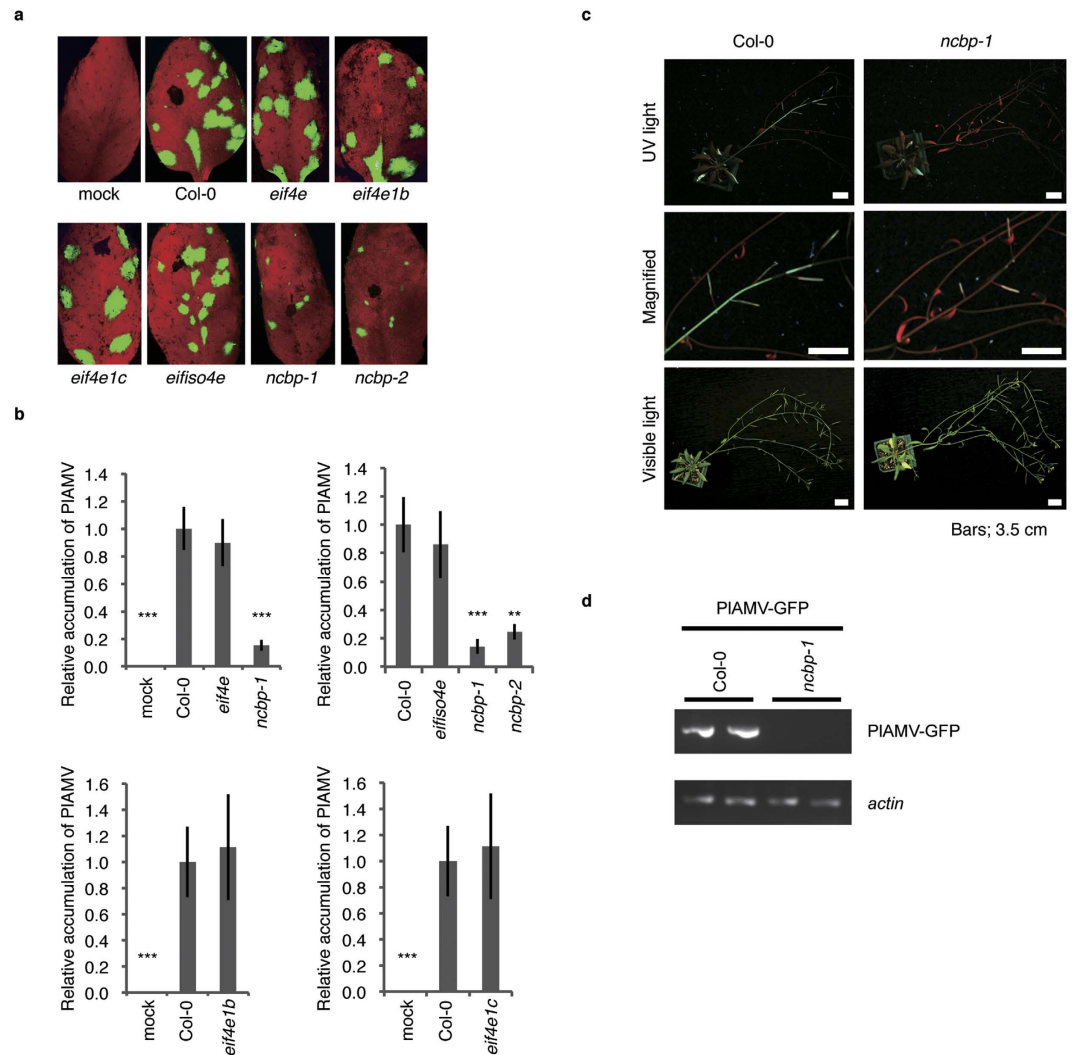 a
mock
Col-0
eif4e
eif4e1b
eif4e1c
eifiso4e
ncbp-1
ncbp-2
b
Relative accumulation of PlAMV
1.4
1.2
1.0
0.8
0.6
0.4
0.2
0.0
***
***
mock
Col-0
eif4e
ncbp-1
Relative accumulation of PlAMV
1.4
1.2
1.0
0.8
0.6
0.4
0.2
0.0
***
**
Col-0
eifiso4e
ncbp-1
ncbp-2
Relative accumulation of PlAMV
1.6
1.4
1.2
1.0
0.8
0.6
0.4
0.2
0.0
***
mock
Col-0
eif4e1b
Relative accumulation of PlAMV
1.6
1.4
1.2
1.0
0.8
0.6
0.4
0.2
0.0
***
mock
Col-0
eif4e1c
c
Col-0
ncbp-1
UV light
Magnified
Visible light
Bars; 3.5 cm
d
PlAMV-GFP
Col-0
ncbp-1
PlAMV-GFP
actin